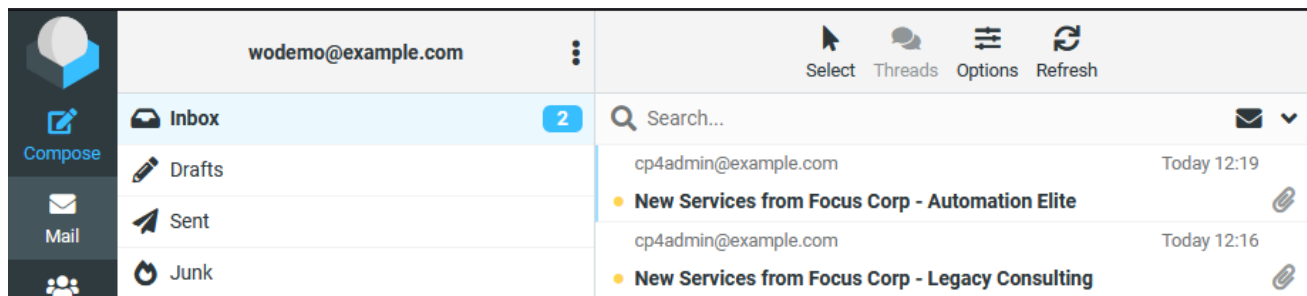 wodemo@example.com
Select Threads Options Refresh
Compose
Mail
Inbox 2
Drafts
Sent
Junk
Search...
cp4admin@example.com Today 12:19
New Services from Focus Corp - Automation Elite
cp4admin@example.com Today 12:16
New Services from Focus Corp - Legacy Consulting